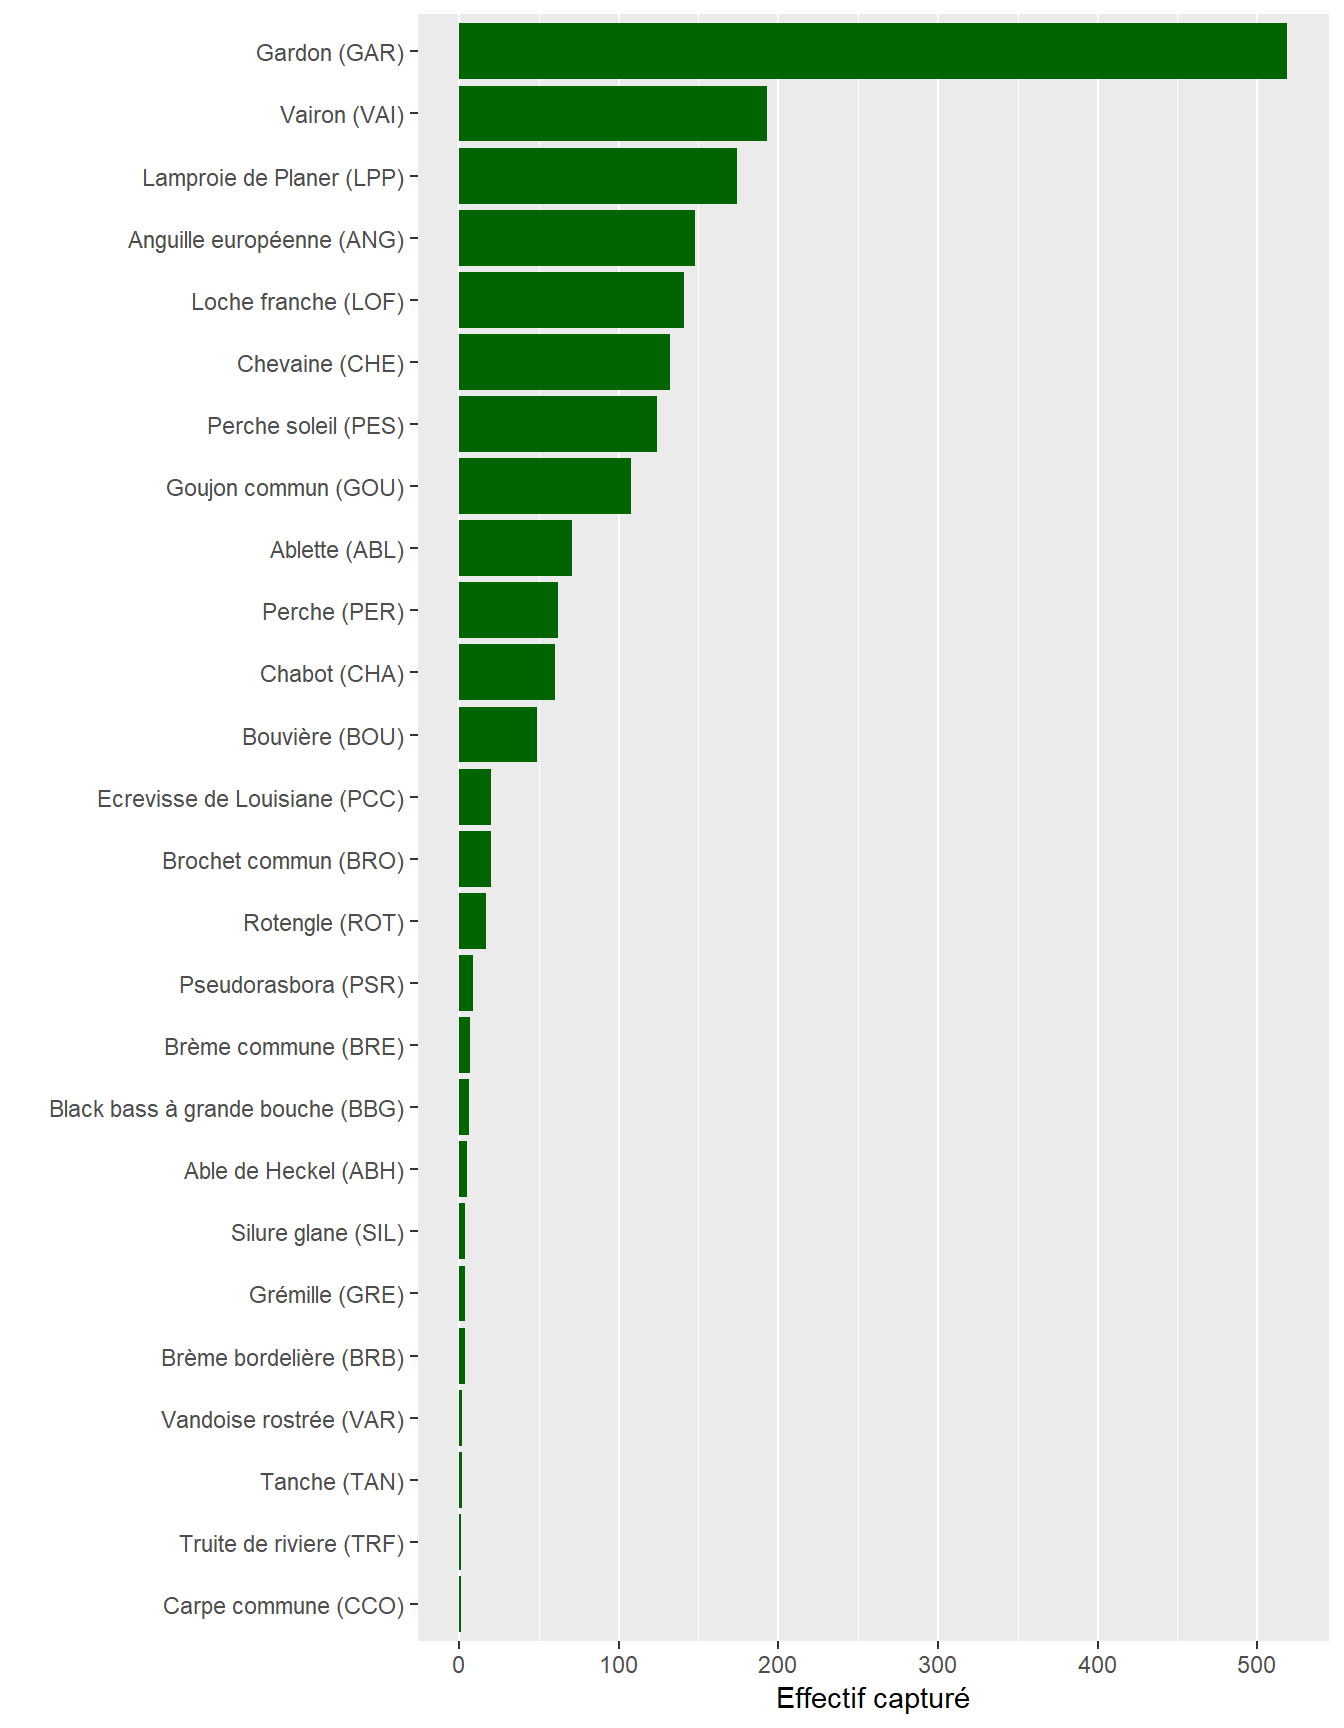 Gardon (GAR)
Vairon (VAI)
Lamproie de Planer (LPP)
Anguille européenne (ANG)
Loche franche (LOF)
Chevaine (CHE)
Perche soleil (PES)
Goujon commun (GOU)
Ablette (ABL)
Perche (PER)
Chabot (CHA)
Bouvière (BOU)
Ecrevisse de Louisiane (PCC)
Brochet commun (BRO)
Rotengle (ROT)
Pseudorasbora (PSR)
Brème commune (BRE)
Black bass à grande bouche (BBG)
Able de Heckel (ABH)
Silure glane (SIL)
Grémille (GRE)
Brème bordelière (BRB)
Vandoise rostrée (VAR)
Tanche (TAN)
Truite de riviere (TRF)
Carpe commune (CCO)
0 100 200 300 400 500
Effectif capturé